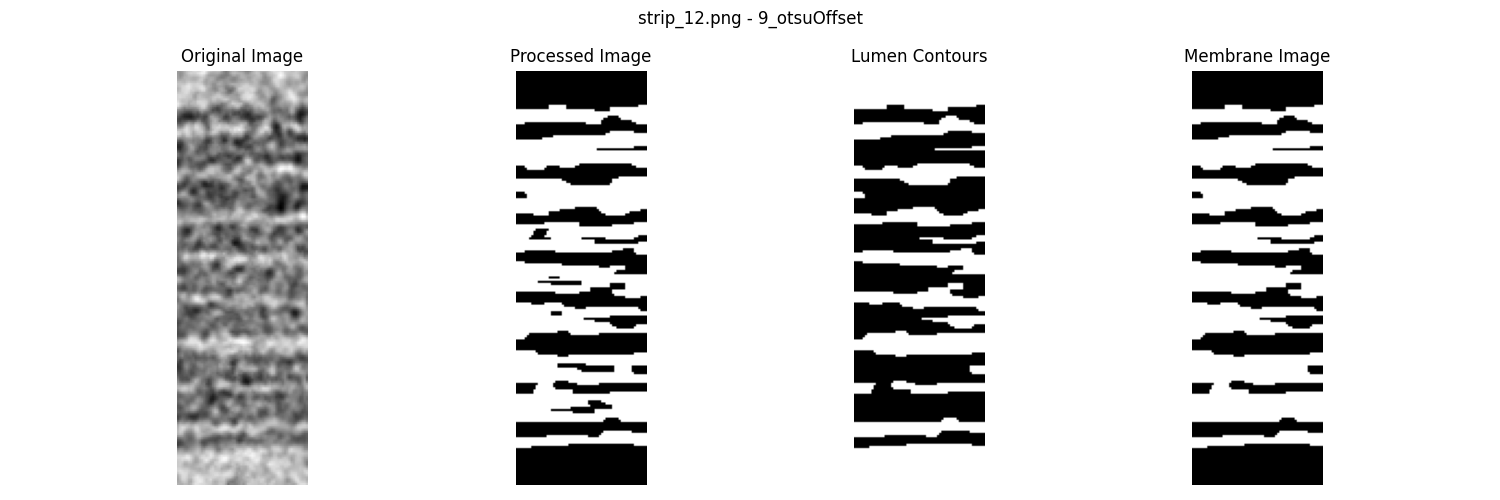 strip_12.png - 9_otsuOffset
Original Image
Processed Image
Lumen Contours
Membrane Image